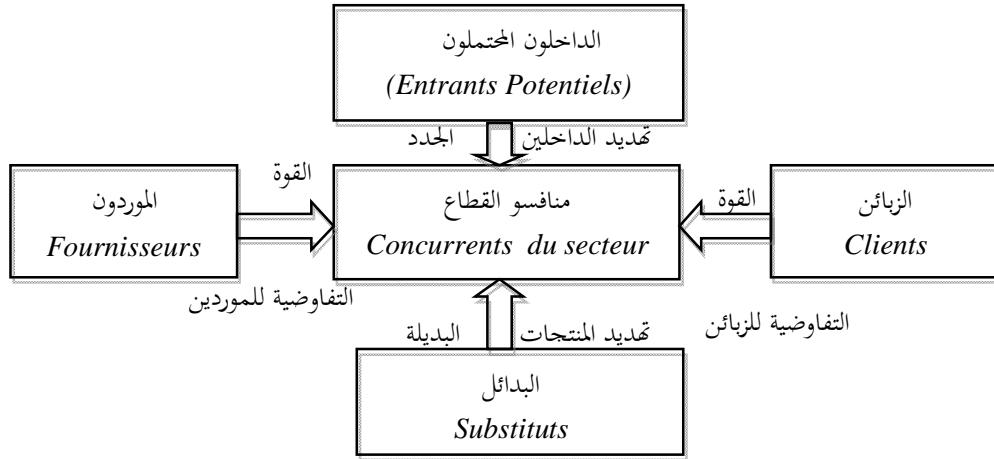 الداخلون المحتملون
(Entrants Potentiels)
تهديد الداخلين الجدد
القوة
القوة
الموردون
Fournisseurs
منافسو القطاع
Concurrents du secteur
الزبائن
Clients
التفاوضية للموردين
التفاوضية للزبائن
تهديد المنتجات البديلة
البدائل
Substituts